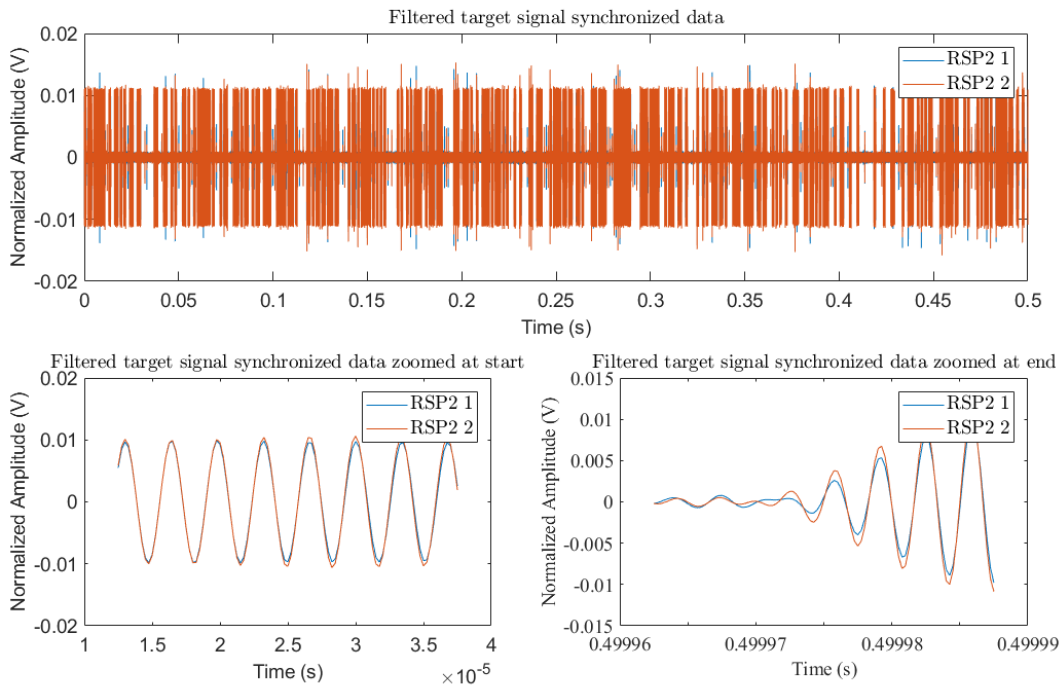 Filtered target signal synchronized data
Normalized Amplitude (V)
0.02
0.01
0
-0.01
-0.02
RSP2 1
RSP2 2
0 0.05 0.1 0.15 0.2 0.25 0.3 0.35 0.4 0.45 0.5
Time (s)
Filtered target signal synchronized data zoomed at start
Normalized Amplitude (V)
0.02
0.01
0
-0.01
-0.02
RSP2 1
RSP2 2
1 1.5 2 2.5 3 3.5 4
Time (s)
×10⁻⁵
Filtered target signal synchronized data zoomed at end
Normalized Amplitude (V)
0.015
0.01
0.005
0
-0.005
-0.01
-0.015
RSP2 1
RSP2 2
0.49996 0.49997 0.49998 0.49999
Time (s)